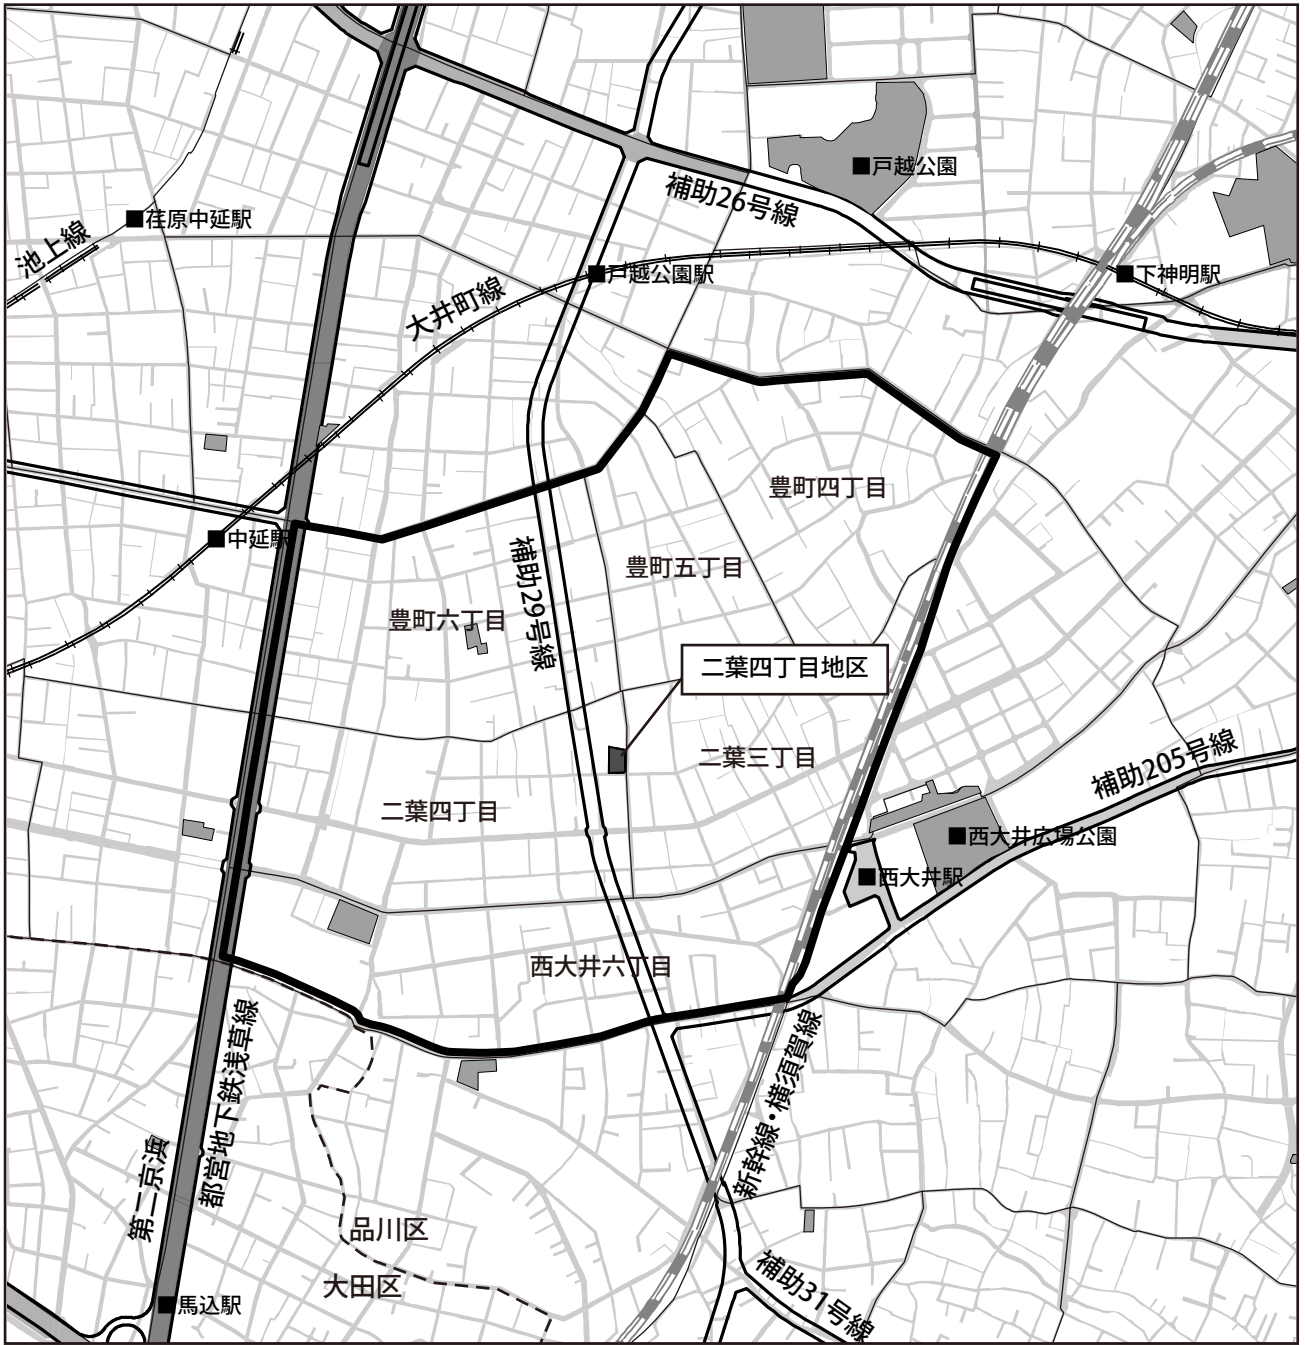 ■戸越公園
補助26号線
■荏原中延駅
池上線
■戸越公園駅
■下神明駅
大井町線
豊町四丁目
■中延駅
補助29号線
豊町五丁目
豊町六丁目
二葉四丁目地区
二葉三丁目
補助205号線
二葉四丁目
■西大井広場公園
■西大井駅
西大井六丁目
都営地下鉄浅草線
新幹線・横須賀線
第二京浜
品川区
大田区
補助31号線
■馬込駅